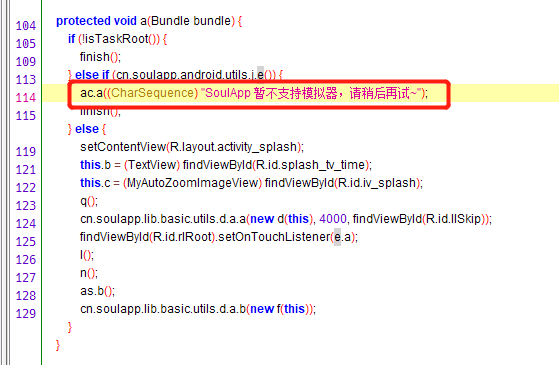 104 protected void a(Bundle bundle) {
109 if (!isTaskRoot()) {
110 finish();
113 } else if (cn.soulapp.android.utils.j.e()) {
114 ac.a((CharSequence) "SoulApp 暂不支持模拟器，请稍后再试~");
115 finish();
} else {
119 setContentView(R.layout.activity_splash);
121 this.b = (TextView) findViewById(R.id.splash_tv_time);
122 this.c = (MyAutoZoomImageView) findViewById(R.id.iv_splash);
123 q();
124 cn.soulapp.lib.basic.utils.d.a.a(new d(this), 4000, findViewById(R.id.llSkip));
125 findViewById(R.id.rlRoot).setOnTouchListener(e.a);
126 l();
127 n();
128 as.b();
129 cn.soulapp.lib.basic.utils.d.a.b(new f(this));
}
}